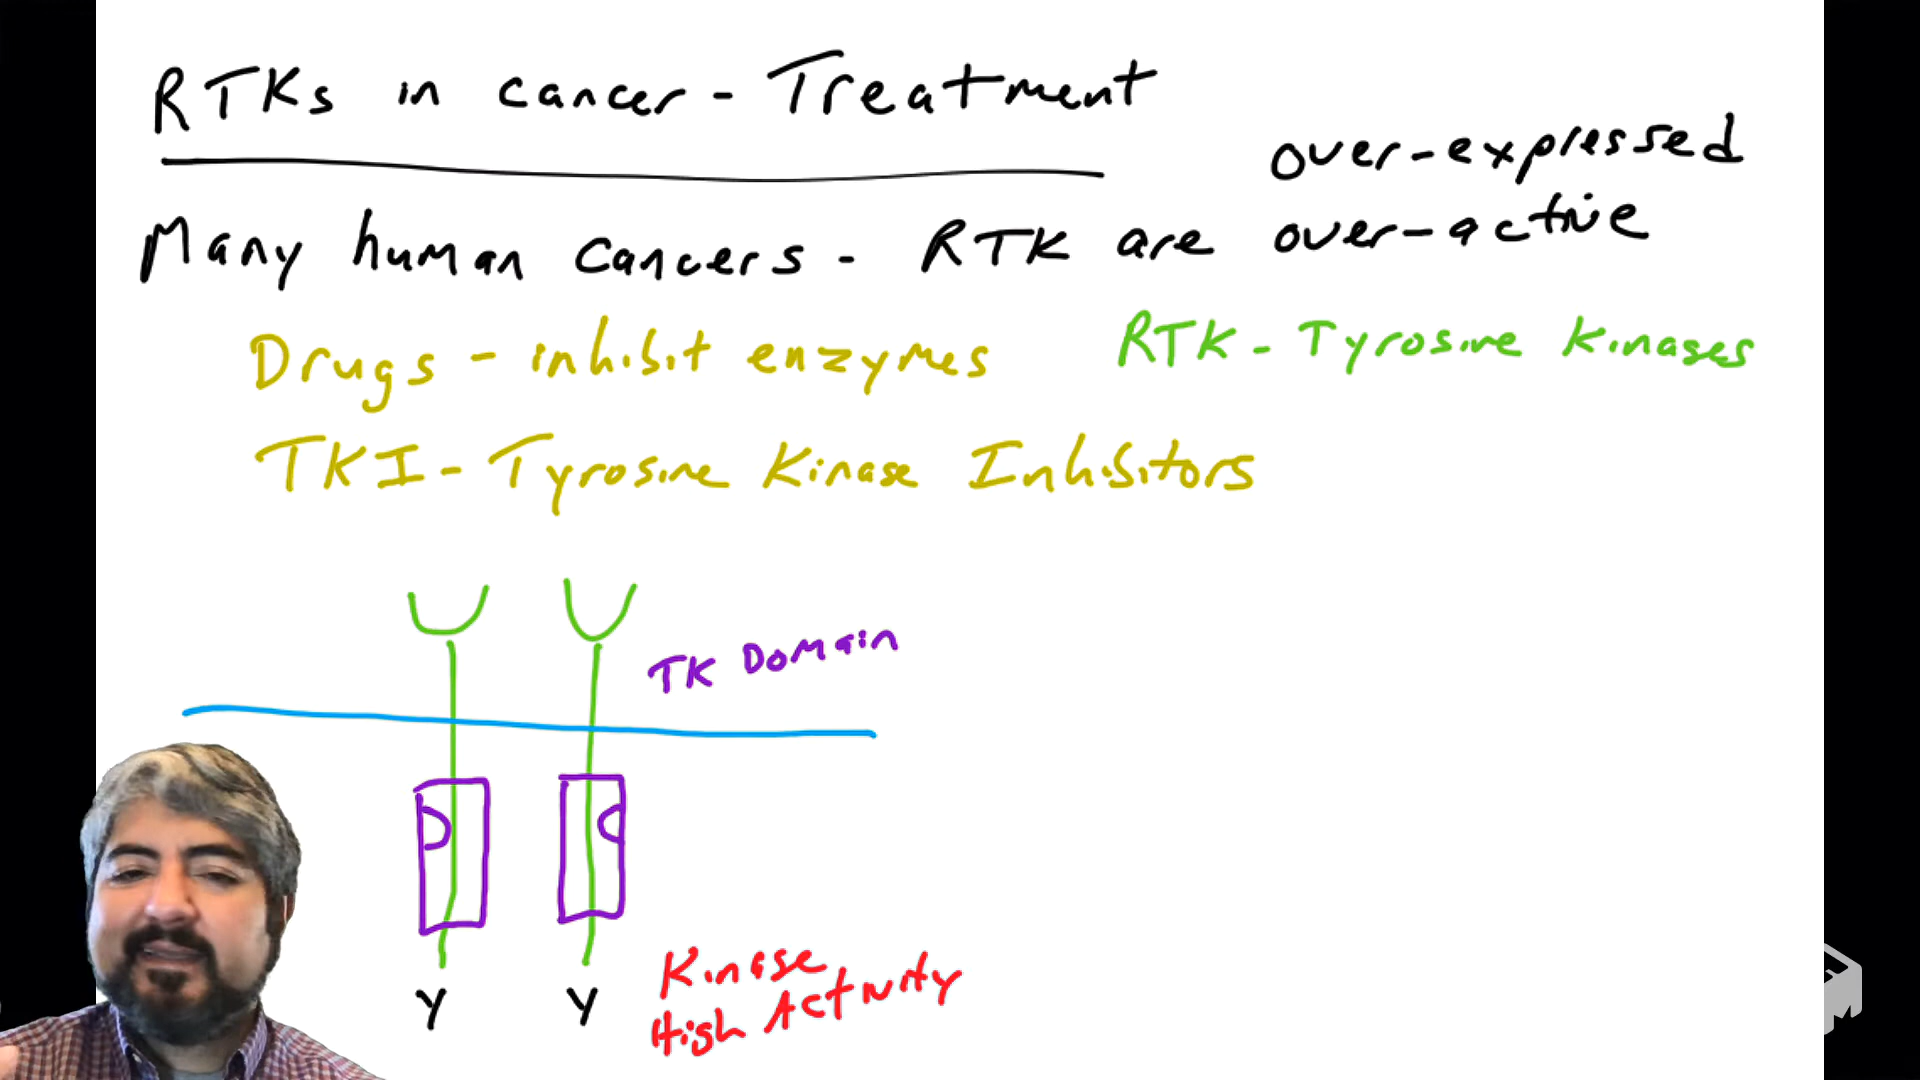 RTKs in cancer - Treatment
over-expressed
Many human cancers - RTK are over-active
Drugs - inhibit enzymes
RTK - Tyrosine Kinases
TKI - Tyrosine Kinase Inhibitors
TK Domain
Kinase
High Activity
Y Y
M